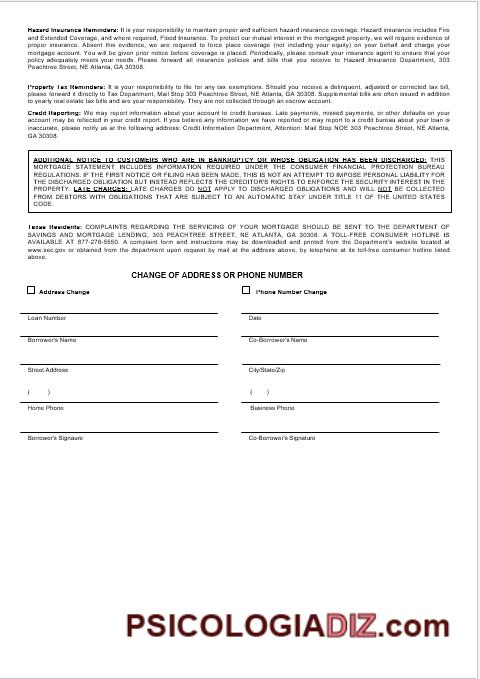 Hazard Insurance Reminders: It is your responsibility to maintain proper and sufficient hazard insurance. Hazard insurance includes Fire
and Extended Coverage, and where required, Flood Insurance. To protect our mutual interest in the mortgaged property, we will require evidence of
proper insurance. Absent this evidence, we are required to force place coverage (not including your equity) on your behalf and charge your
mortgage account. You will be given prior notice before coverage is placed. Periodically, please consult your insurance agent to ensure that the
policy adequately meets your needs. Please forward all insurance policies and bills that you receive to Hazard Insurance Department, 303
Peachtree Street, NE Atlanta, GA 30308.
Property Tax Reminders: It is your responsibility to file for any tax exemptions. Should you receive a delinquent, adjusted or corrected tax bill,
please forward it directly to Tax Department, Mail Stop 303 Peachtree Street, NE Atlanta, GA 30308. Supplemental bills are often issued in addition
to yearly real estate tax bills and are your responsibility. They are not collected through an escrow account.
Credit Reporting: We may report information about your account to credit bureaus. Late payments, missed payments, or other defaults on your
account may be reflected in your credit report. If you believe any information we have reported or may report to a credit bureau about your loan is
inaccurate, please notify us at the following address: Credit Information Department, Attention: Mail Stop NOE 303 Peachtree Street, NE Atlanta,
GA 30308.
ADDITIONAL NOTICE TO CUSTOMERS WHO ARE IN BANKRUPTCY OR WHOSE OBLIGATION HAS BEEN DISCHARGED: THIS
MORTGAGE STATEMENT INCLUDES INFORMATION REQUIRED UNDER THE CONSUMER FINANCIAL PROTECTION BUREAU
REGULATIONS. IF THE FIRST NOTICE OR FILING HAS BEEN MADE, THIS IS NOT AN ATTEMPT TO IMPOSE PERSONAL LIABILITY FOR
THE DISCHARGED OBLIGATION BUT INSTEAD REFLECTS THE CREDITOR'S RIGHTS TO ENFORCE THE SECURITY INTEREST IN THE
PROPERTY. LATE CHARGES: LATE CHARGES DO NOT APPLY TO DISCHARGED OBLIGATIONS AND WILL NOT BE COLLECTED
FROM DEBTORS WITH OBLIGATIONS THAT ARE SUBJECT TO AN AUTOMATIC STAY UNDER TITLE 11 OF THE UNITED STATES
CODE.
Texas Residents: COMPLAINTS REGARDING THE SERVICING OF YOUR MORTGAGE SHOULD BE SENT TO THE DEPARTMENT OF
SAVINGS AND MORTGAGE LENDING, 303 PEACHTREE STREET, NE ATLANTA, GA 30308. A TOLL-FREE CONSUMER HOTLINE IS
AVAILABLE AT 877-276-5550. A complaint form and instructions may be downloaded and printed from the Department's website located at
www.sec.gov or obtained from the department upon request by mail at the address above, by telephone at its toll-free consumer hotline listed
above.
CHANGE OF ADDRESS OR PHONE NUMBER
Address Change Phone Number Change
Loan Number Date
Borrower's Name Co-Borrower's Name
Street Address City/State/Zip
( ) ( )
Home Phone Business Phone
Borrower's Signaure Co-Borrower's Signature
PSICOLOGIADIZ.com